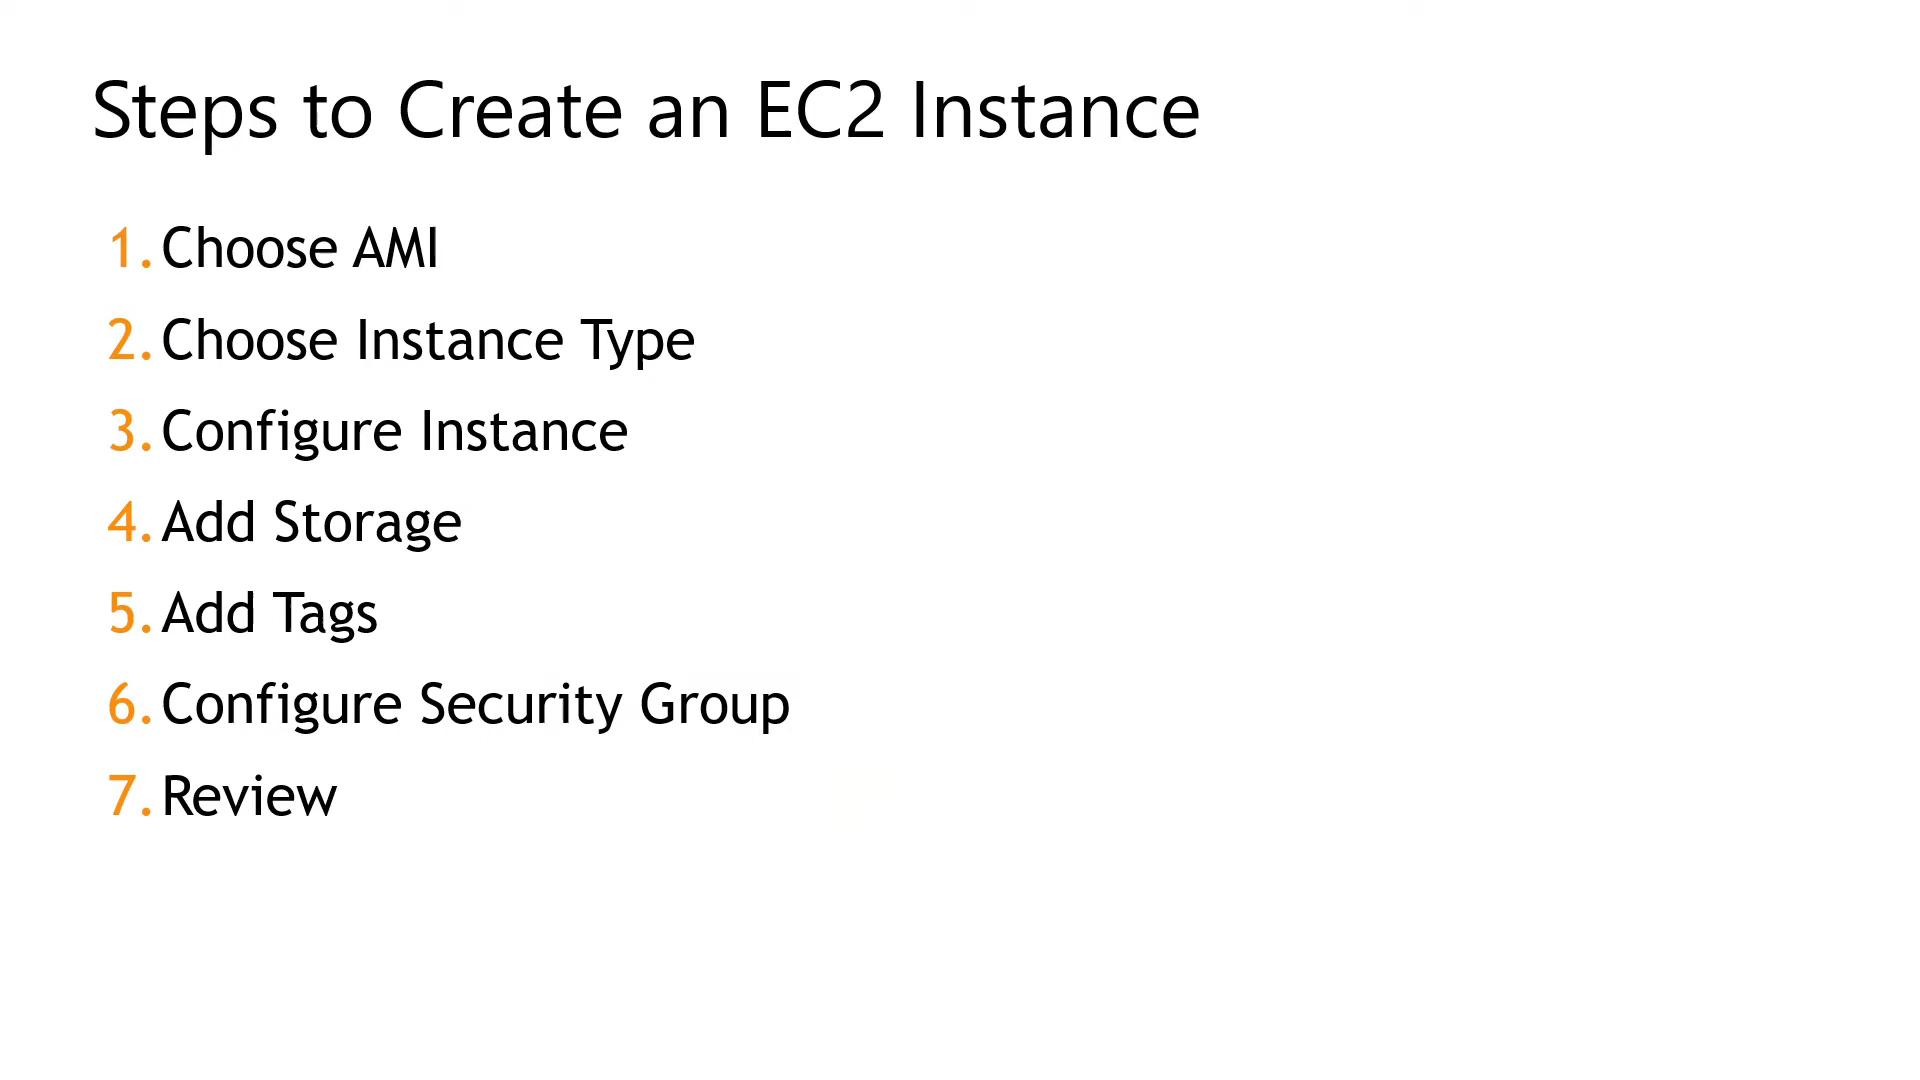 Steps to Create an EC2 Instance
1. Choose AMI
2. Choose Instance Type
3. Configure Instance
4. Add Storage
5. Add Tags
6. Configure Security Group
7. Review